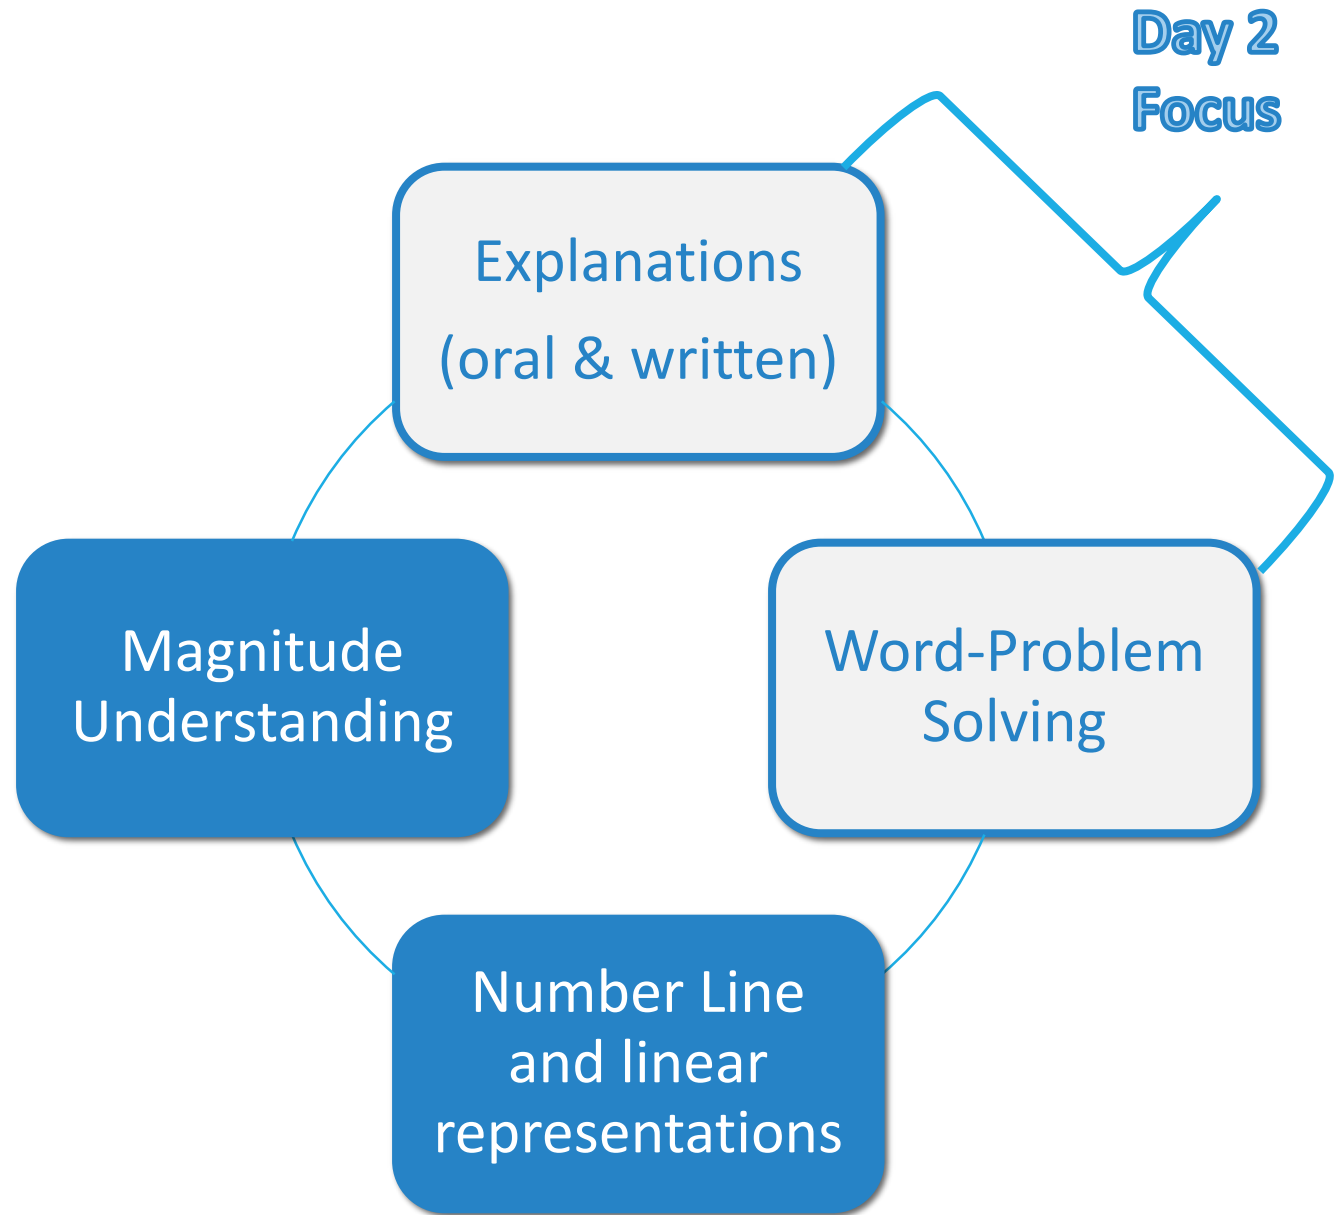 Day 2
Focus
Explanations
(oral & written)
Magnitude
Understanding
Word-Problem
Solving
Number Line
and linear
representations